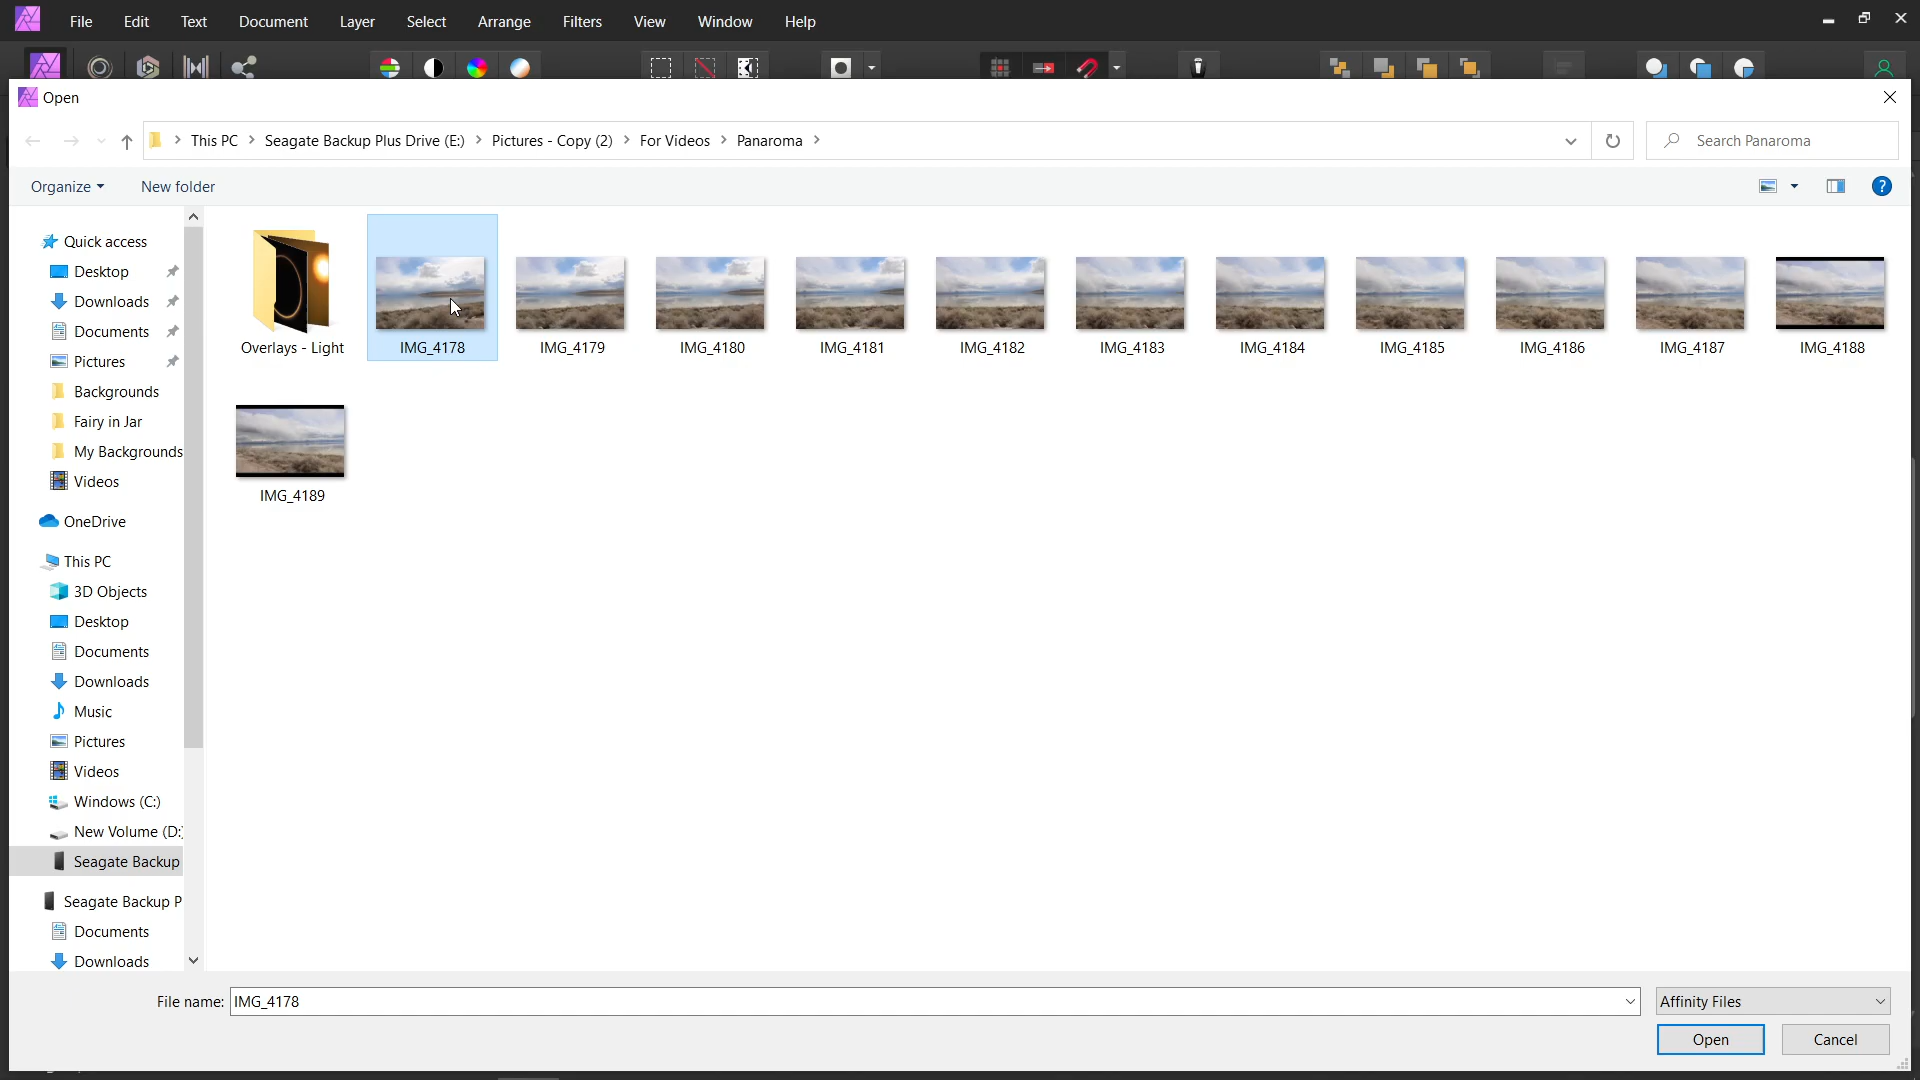 File Edit Text Document Layer Select Arrange Filters View Window Help
Open
This PC > Seagate Backup Plus Drive (E:) > Pictures - Copy (2) > For Videos > Panaroma >
Search Panaroma
Organize New folder
Quick access
Desktop
Downloads
Documents
Pictures
Backgrounds
Fairy in Jar
My Backgrounds
Videos
OneDrive
This PC
3D Objects
Desktop
Documents
Downloads
Music
Pictures
Videos
Windows (C:)
New Volume (D:
Seagate Backup
Seagate Backup P
Documents
Downloads
Overlays - Light IMG_4178 IMG_4179 IMG_4180 IMG_4181 IMG_4182 IMG_4183 IMG_4184 IMG_4185 IMG_4186 IMG_4187 IMG_4188
IMG_4189
File name: IMG_4178 Affinity Files
Open Cancel